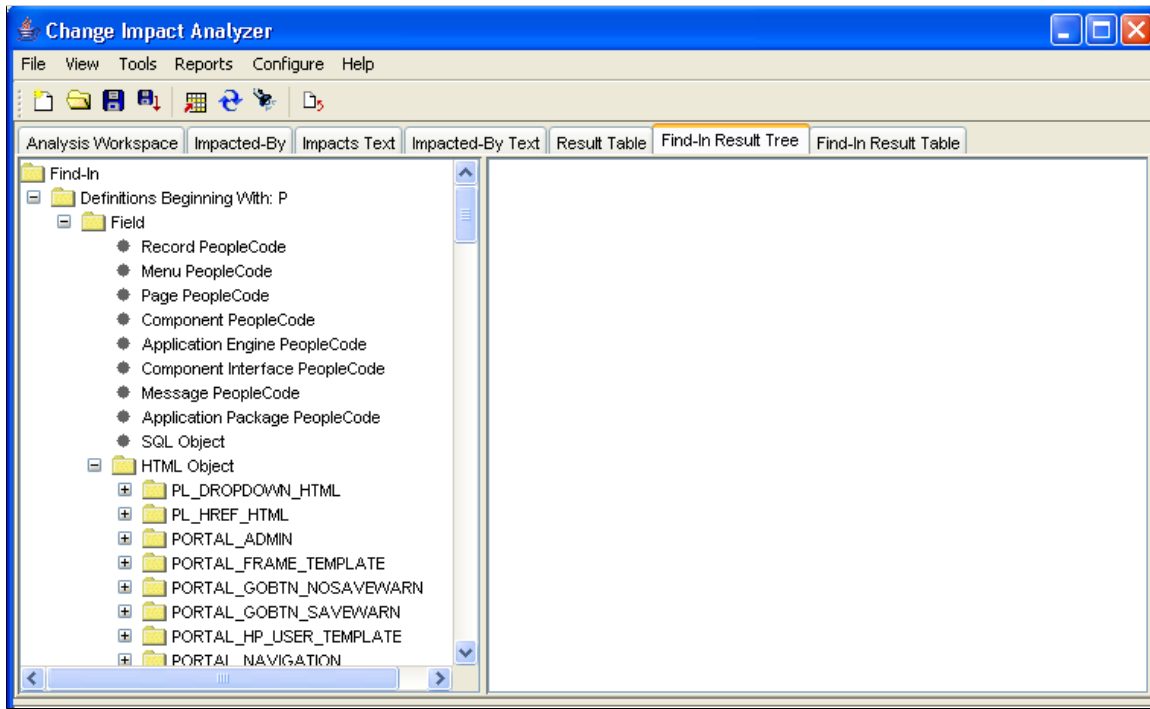 Change Impact Analyzer
File View Tools Reports Configure Help
Analysis Workspace Impacted-By Impacts Text Impacted-By Text Result Table Find-In Result Tree Find-In Result Table
Find-In
Definitions Beginning With: P
Field
Record PeopleCode
Menu PeopleCode
Page PeopleCode
Component PeopleCode
Application Engine PeopleCode
Component Interface PeopleCode
Message PeopleCode
Application Package PeopleCode
SQL Object
HTML Object
PL_DROPDOWN_HTML
PL_HREF_HTML
PORTAL_ADMIN
PORTAL_FRAME_TEMPLATE
PORTAL_GOBTN_NOSAVEWARN
PORTAL_GOBTN_SAVEWARN
PORTAL_HP_USER_TEMPLATE
PORTAL_NAVIGATION